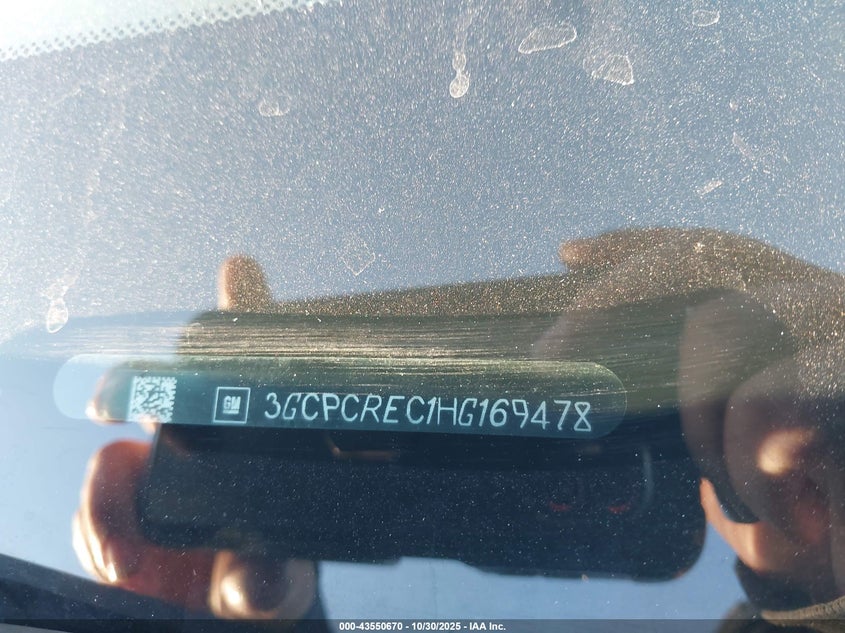 GM 3GCPCREC1HG169478
000-43550670 - 10/30/2025 - IAA Inc.